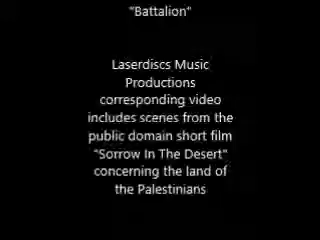 "Battalion"
Laserdiscs Music
Productions
corresponding video
includes scenes from the
public domain short film
"Sorrow In The Desert"
concerning the land of
the Palestinians